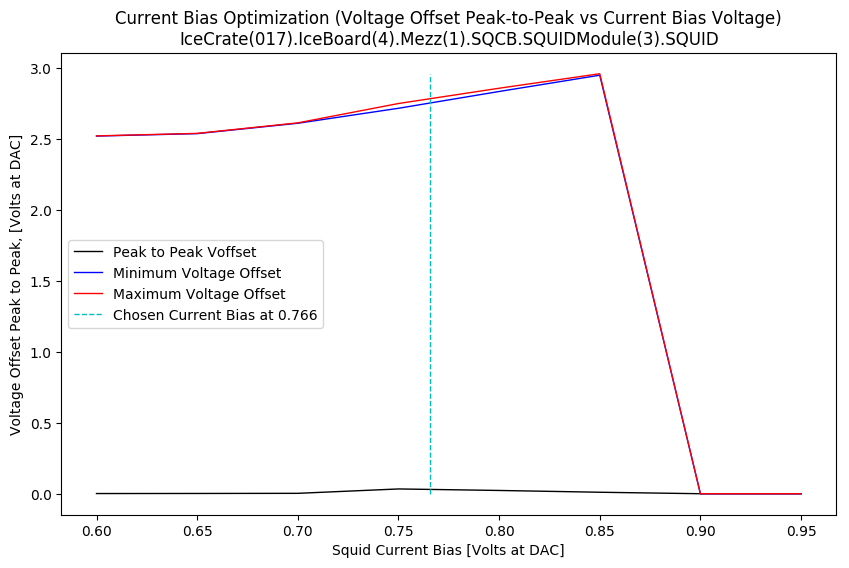 Current Bias Optimization (Voltage Offset Peak-to-Peak vs Current Bias Voltage)
IceCrate(017).IceBoard(4).Mezz(1).SQCB.SQUIDModule(3).SQUID
Voltage Offset Peak to Peak, [Volts at DAC]
3.0
2.5
2.0
1.5
1.0
0.5
0.0
Peak to Peak Voffset
Minimum Voltage Offset
Maximum Voltage Offset
Chosen Current Bias at 0.766
0.60 0.65 0.70 0.75 0.80 0.85 0.90 0.95
Squid Current Bias [Volts at DAC]